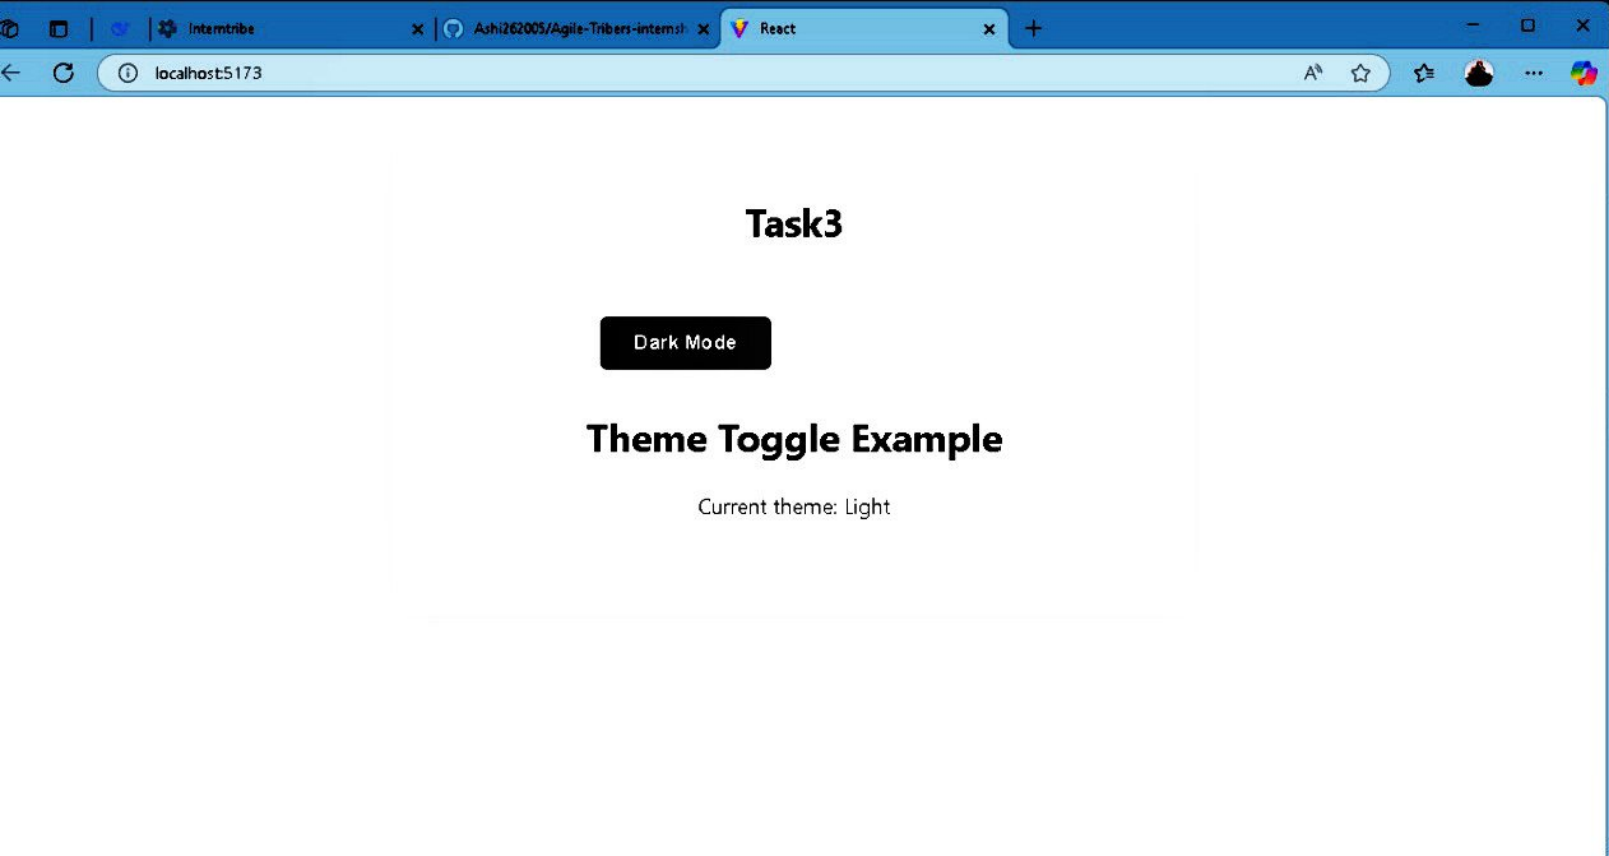 Interntribe
Ashi262005/Agile-Tribers-internsh
React
localhost:5173
Task3
Dark Mode
Theme Toggle Example
Current theme: Light